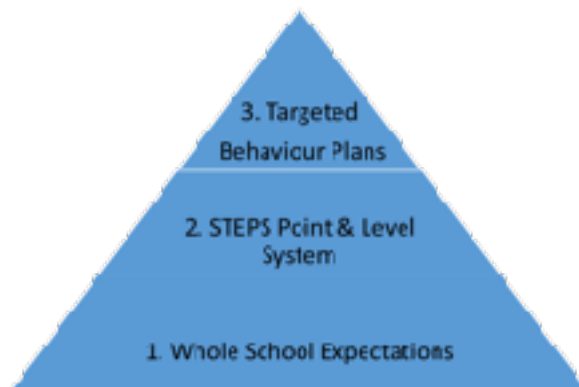 3. Targeted
Behaviour Plans
2. STEPS Point & Level
System
1. Whole School Expectations